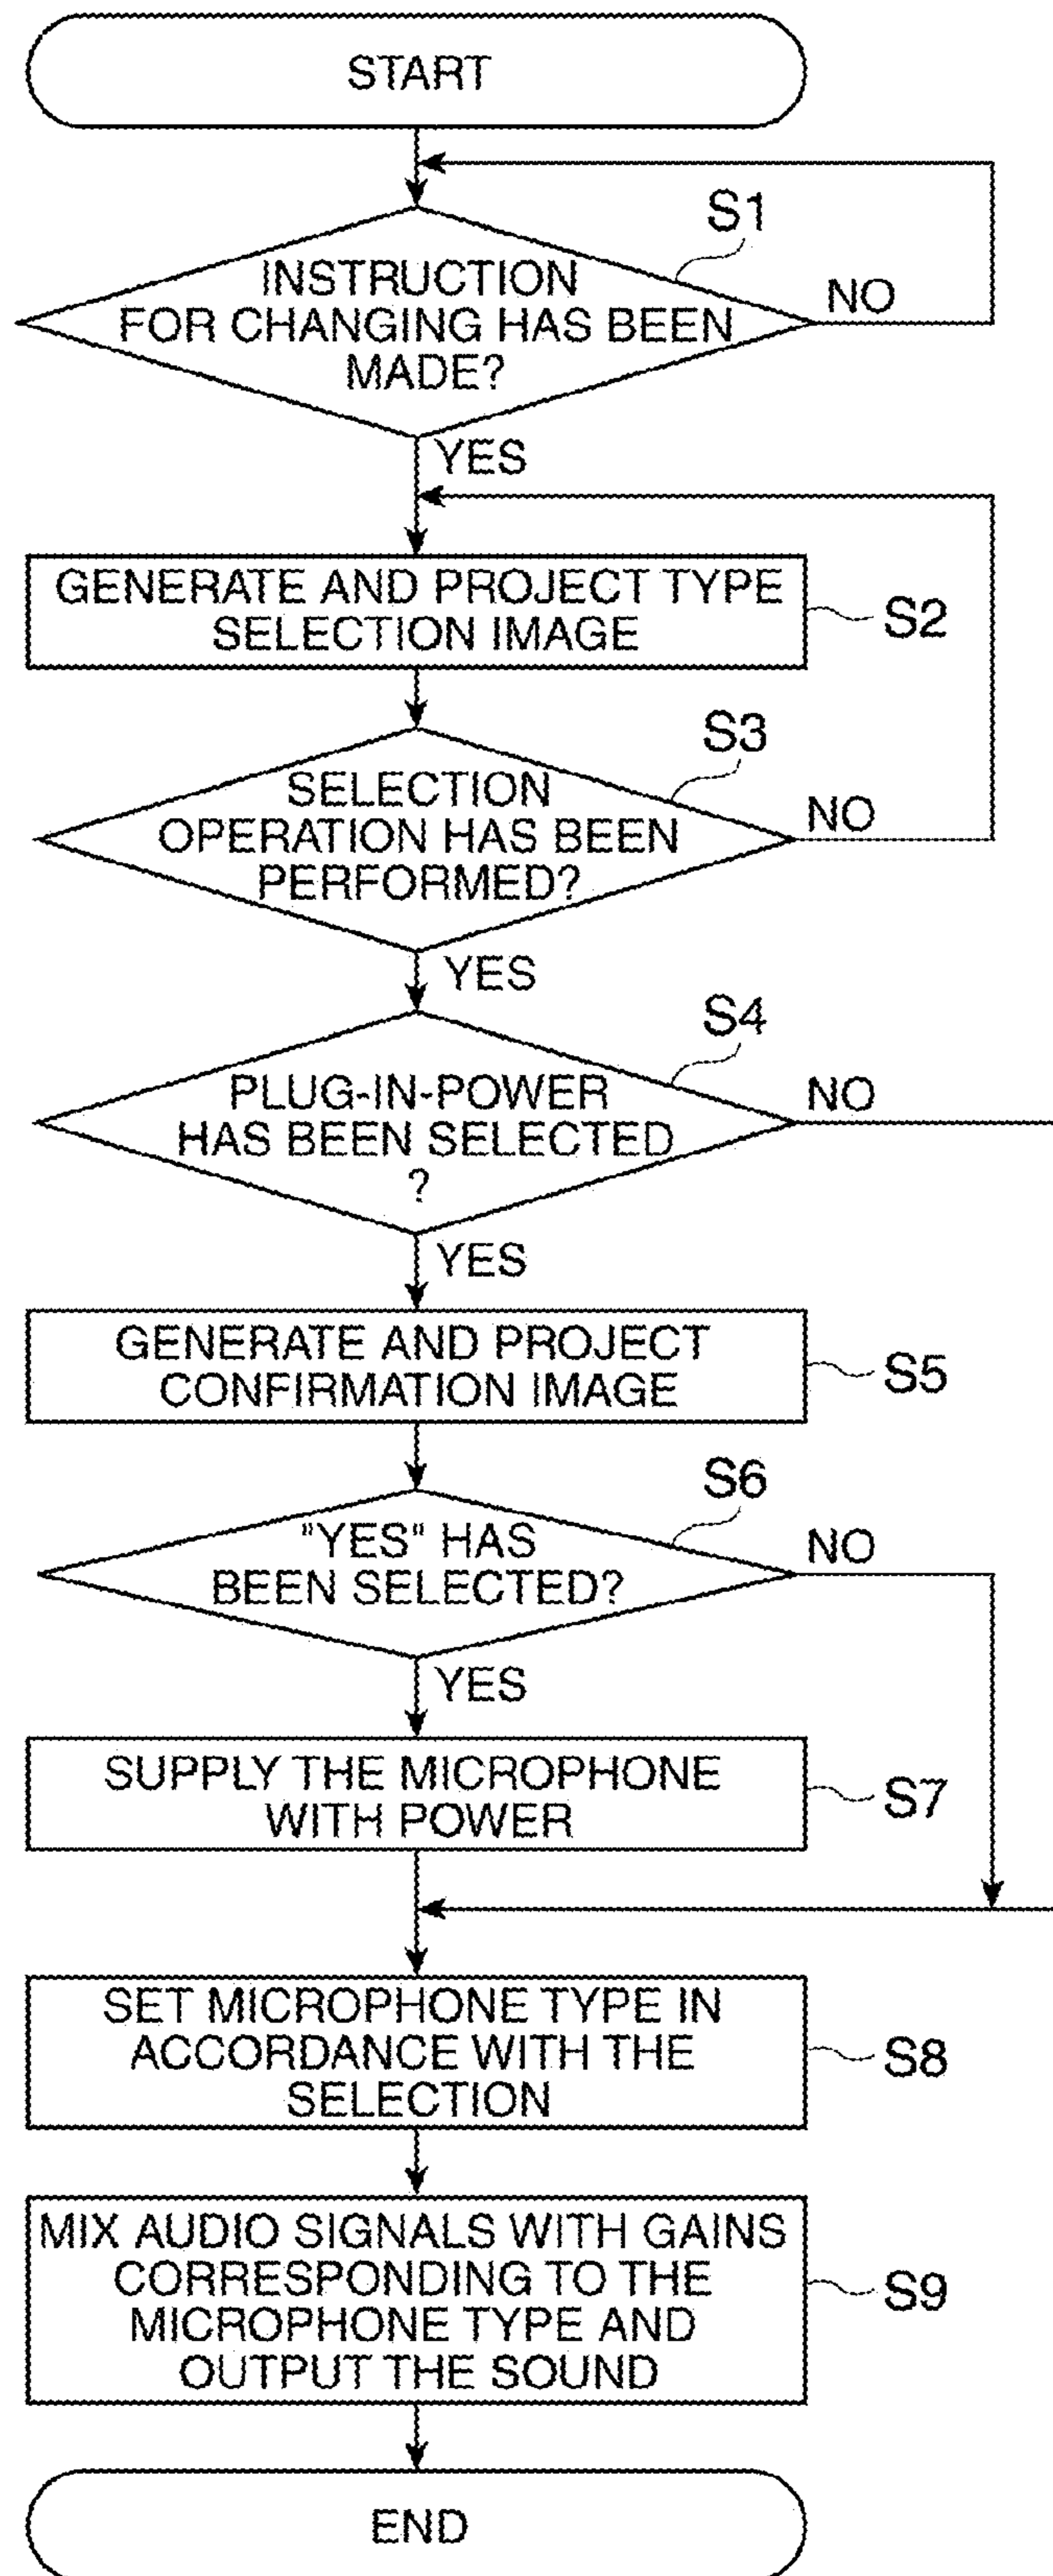 START
S1
INSTRUCTION
FOR CHANGING HAS BEEN
MADE?
NO
YES
GENERATE AND PROJECT TYPE
SELECTION IMAGE
S2
S3
SELECTION
OPERATION HAS BEEN
PERFORMED?
NO
YES
S4
PLUG-IN-POWER
HAS BEEN SELECTED
?
NO
YES
GENERATE AND PROJECT
CONFIRMATION IMAGE
S5
S6
"YES" HAS
BEEN SELECTED?
NO
YES
SUPPLY THE MICROPHONE
WITH POWER
S7
SET MICROPHONE TYPE IN
ACCORDANCE WITH THE
SELECTION
S8
MIX AUDIO SIGNALS WITH GAINS
CORRESPONDING TO THE
MICROPHONE TYPE AND
OUTPUT THE SOUND
S9
END